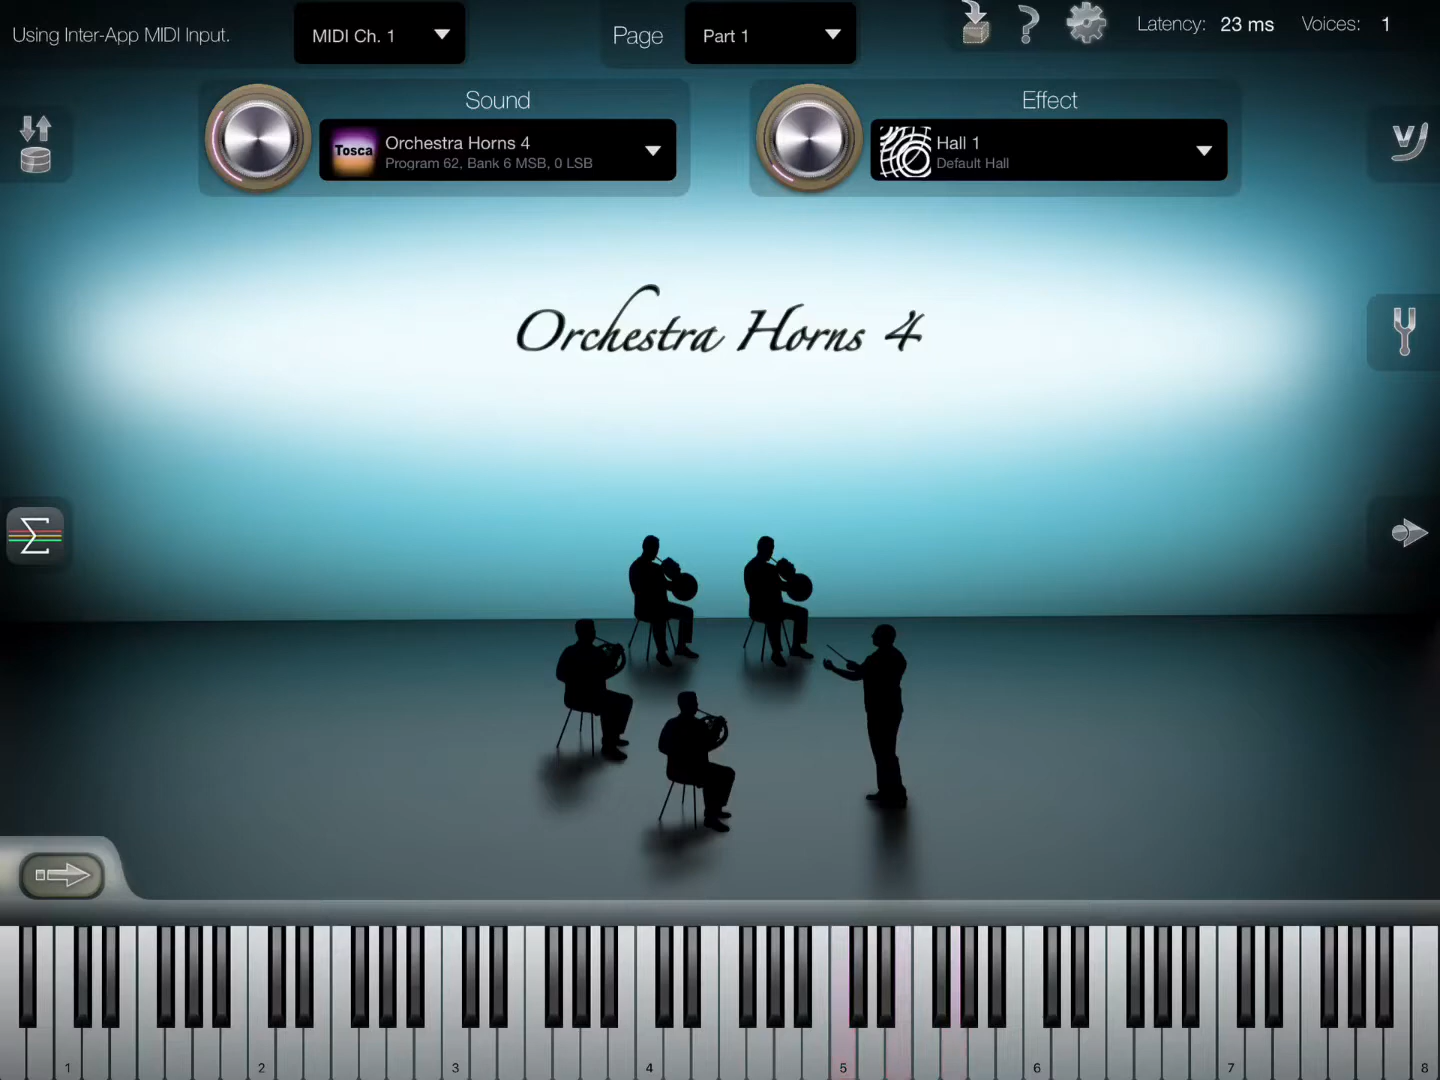 Using Inter-App MIDI Input.
MIDI Ch. 1
Page
Part 1
?
Latency: 23 ms
Voices: 1
Sound
Tosca
Orchestra Horns 4
Program 62, Bank 6 MSB, 0 LSB
Effect
Hall 1
Default Hall
Orchestra Horns 4
Σ
1 2 3 4 5 6 7 8